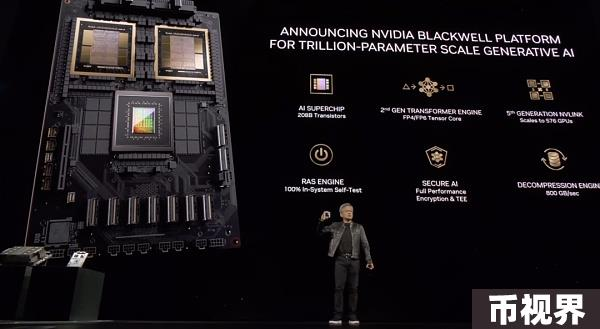 ANNOUNCING NVIDIA BLACKWELL PLATFORM
FOR TRILLION-PARAMETER SCALE GENERATIVE AI
AI SUPERCHIP
208B Transistors
2nd GEN TRANSFORMER ENGINE
FP4/FP6 Tensor Core
5th GENERATION NVLINK
Scales to 576 GPUs
RAS ENGINE
100% In-System Self-Test
SECURE AI
Full Performance
Encryption & TEE
DECOMPRESSION ENGIN
800 GB/sec
币视界